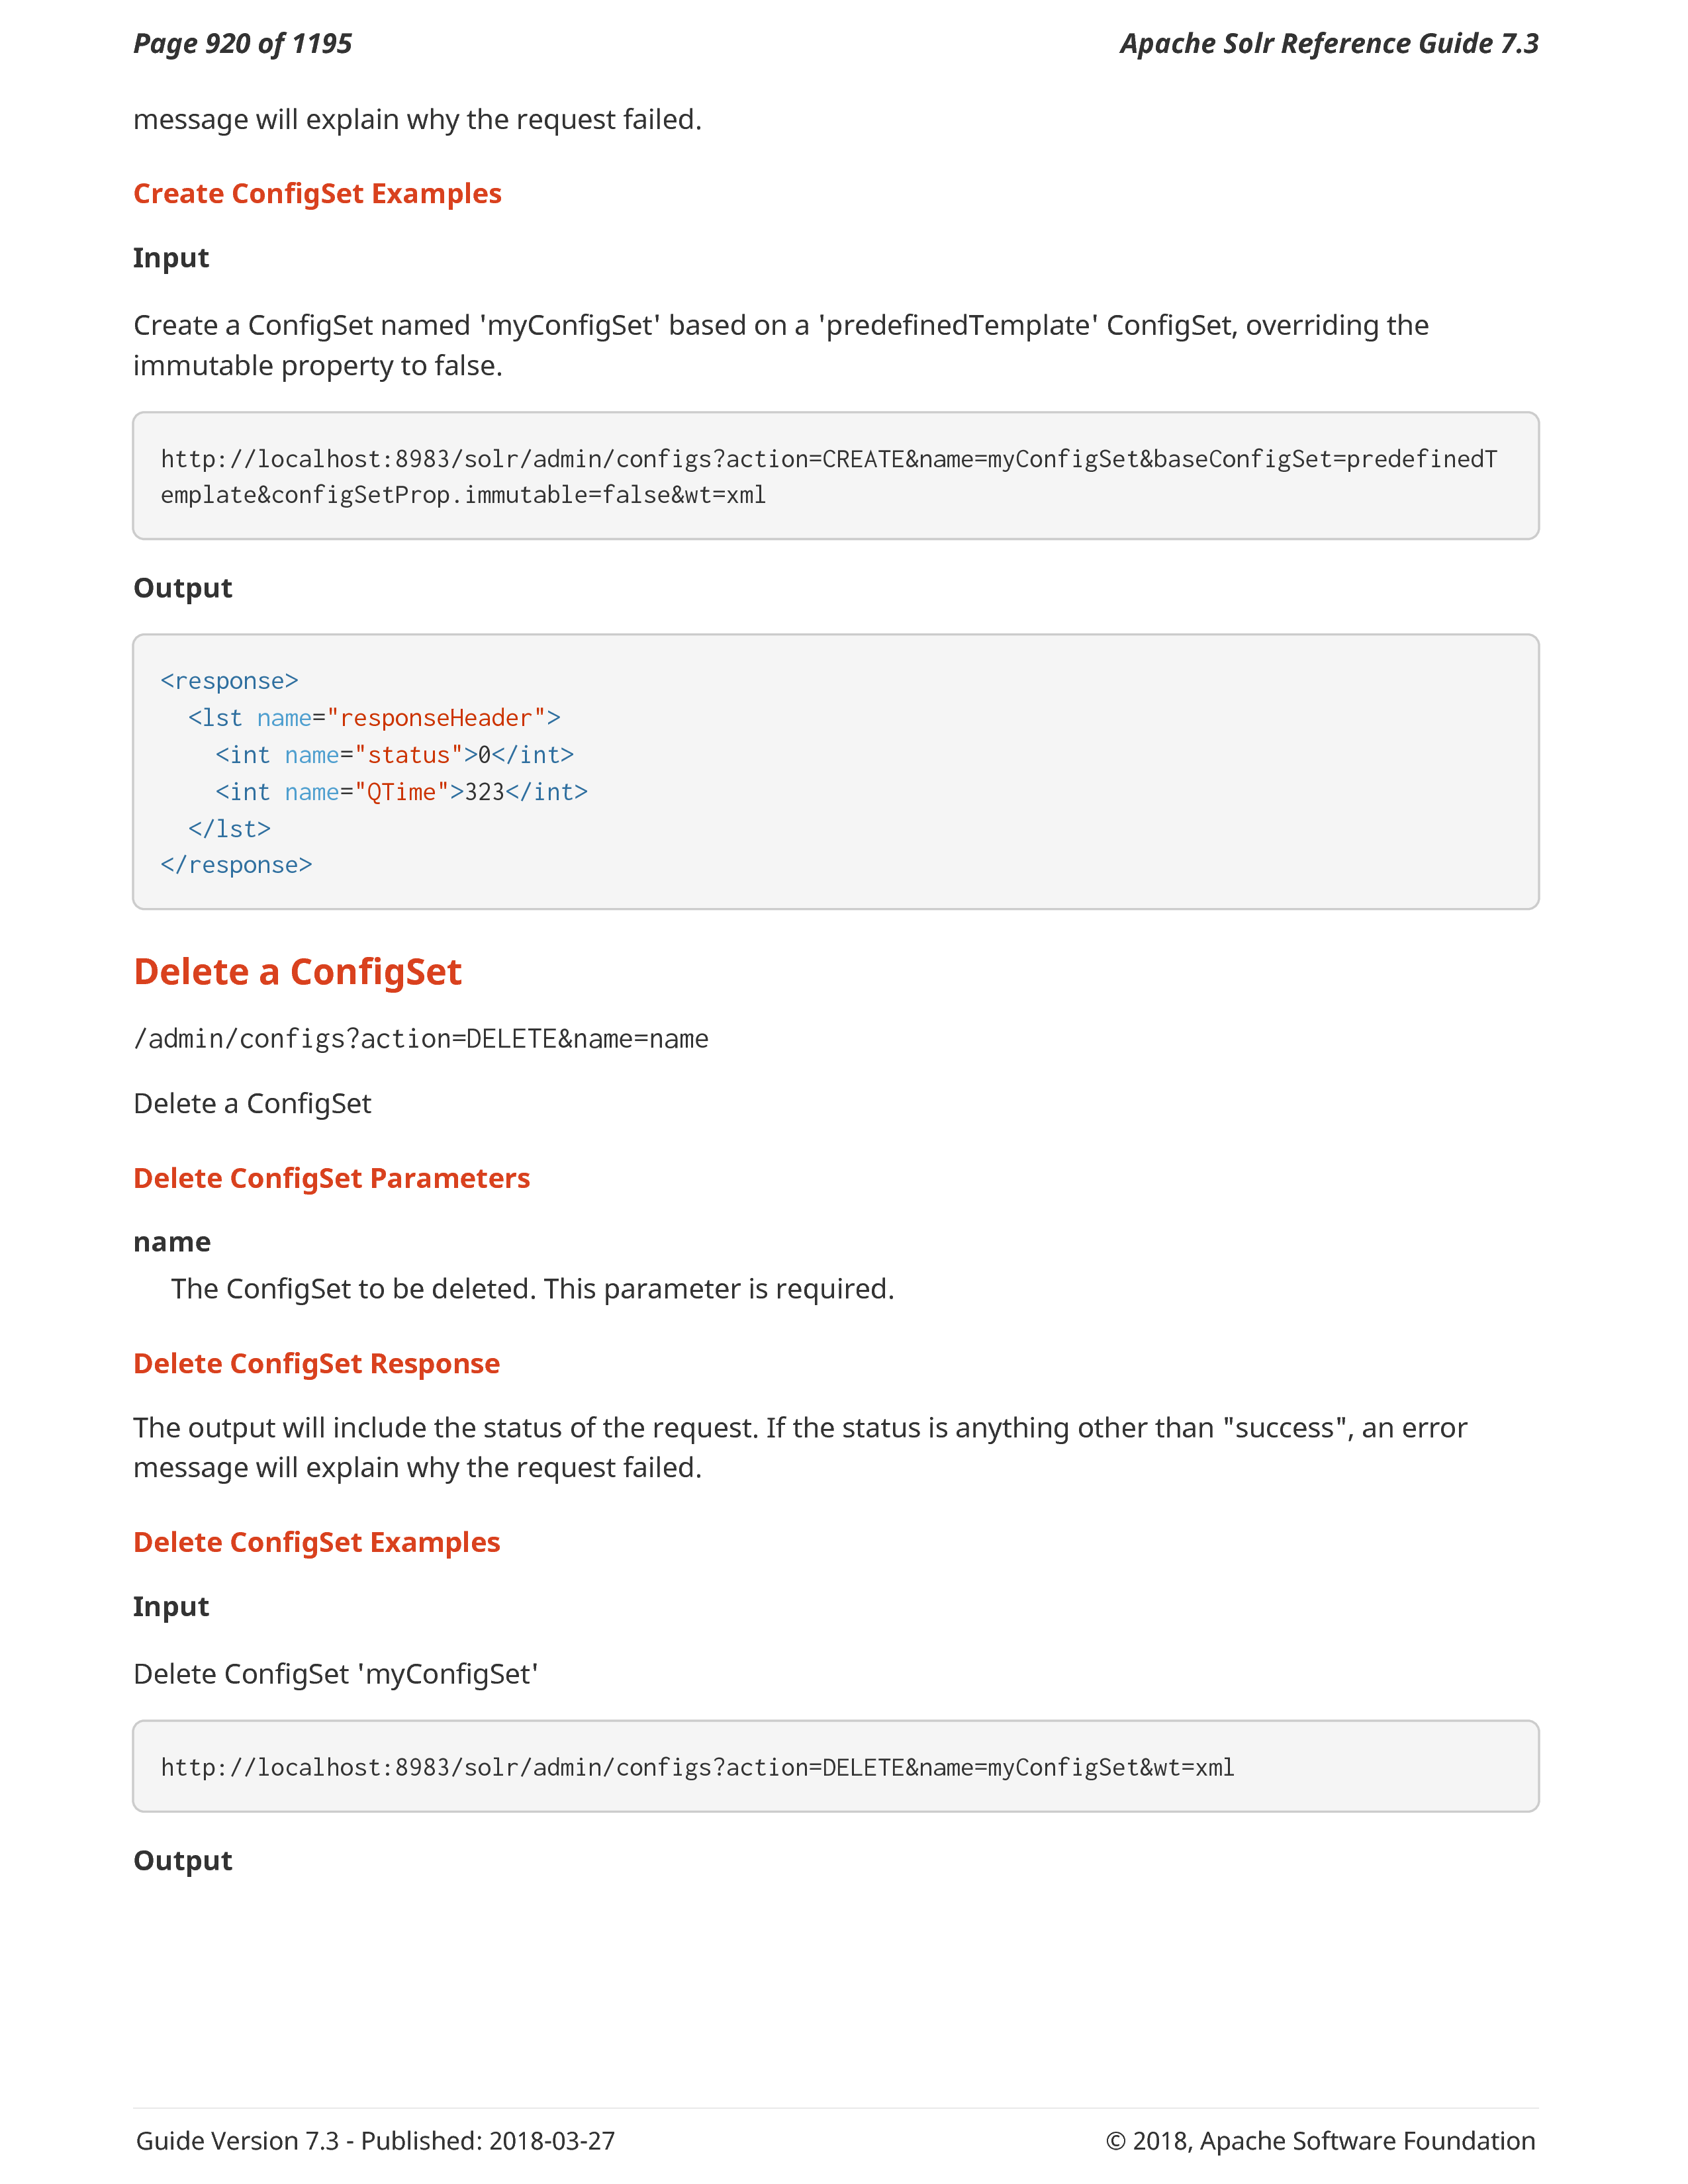 Page 920 of 1195
Apache Solr Reference Guide 7.3
message will explain why the request failed.
Create ConfigSet Examples
Input
Create a ConfigSet named 'myConfigSet' based on a 'predefinedTemplate' ConfigSet, overriding the
immutable property to false.
http://localhost:8983/solr/admin/configs?action=CREATE&name=myConfigSet&baseConfigSet=predefinedT
emplate&configSetProp.immutable=false&wt=xml
Output
<response>
  <lst name="responseHeader">
    <int name="status">0</int>
    <int name="QTime">323</int>
  </lst>
</response>
Delete a ConfigSet
/admin/configs?action=DELETE&name=name
Delete a ConfigSet
Delete ConfigSet Parameters
name
The ConfigSet to be deleted. This parameter is required.
Delete ConfigSet Response
The output will include the status of the request. If the status is anything other than "success", an error
message will explain why the request failed.
Delete ConfigSet Examples
Input
Delete ConfigSet 'myConfigSet'
http://localhost:8983/solr/admin/configs?action=DELETE&name=myConfigSet&wt=xml
Output
Guide Version 7.3 - Published: 2018-03-27
© 2018, Apache Software Foundation